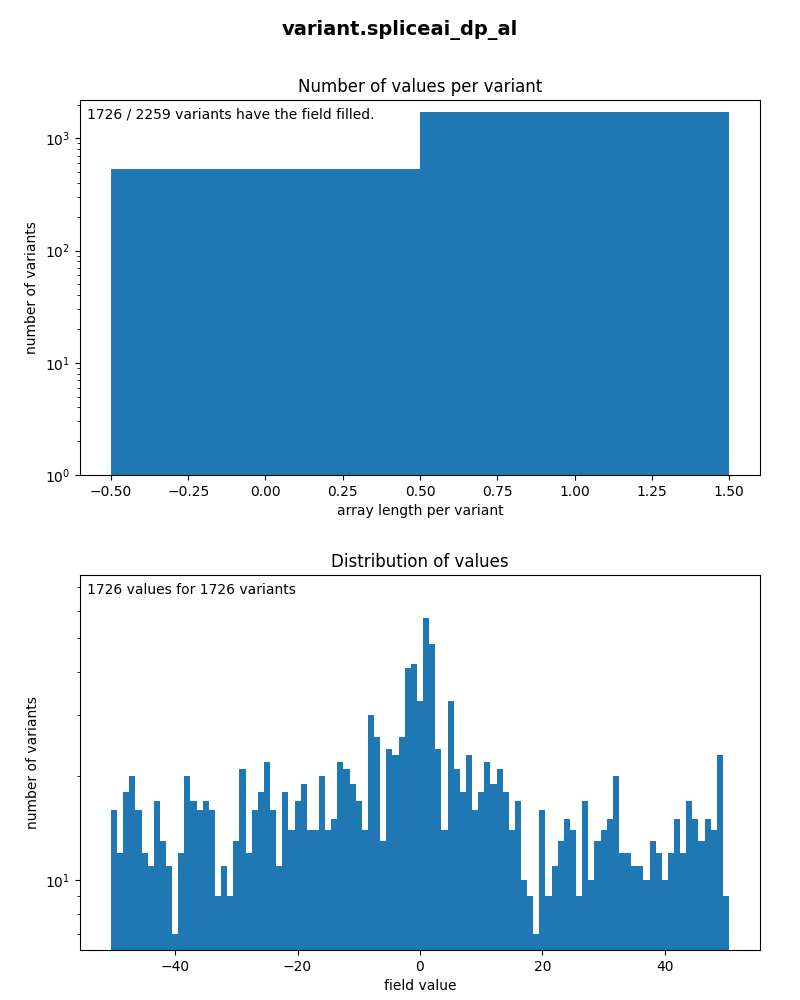 variant.spliceai_dp_al
Number of values per variant
1726 / 2259 variants have the field filled.
10³
10²
10¹
10⁰
number of variants
−0.50 −0.25 0.00 0.25 0.50 0.75 1.00 1.25 1.50
array length per variant
Distribution of values
1726 values for 1726 variants
10¹
number of variants
−40 −20 0 20 40
field value